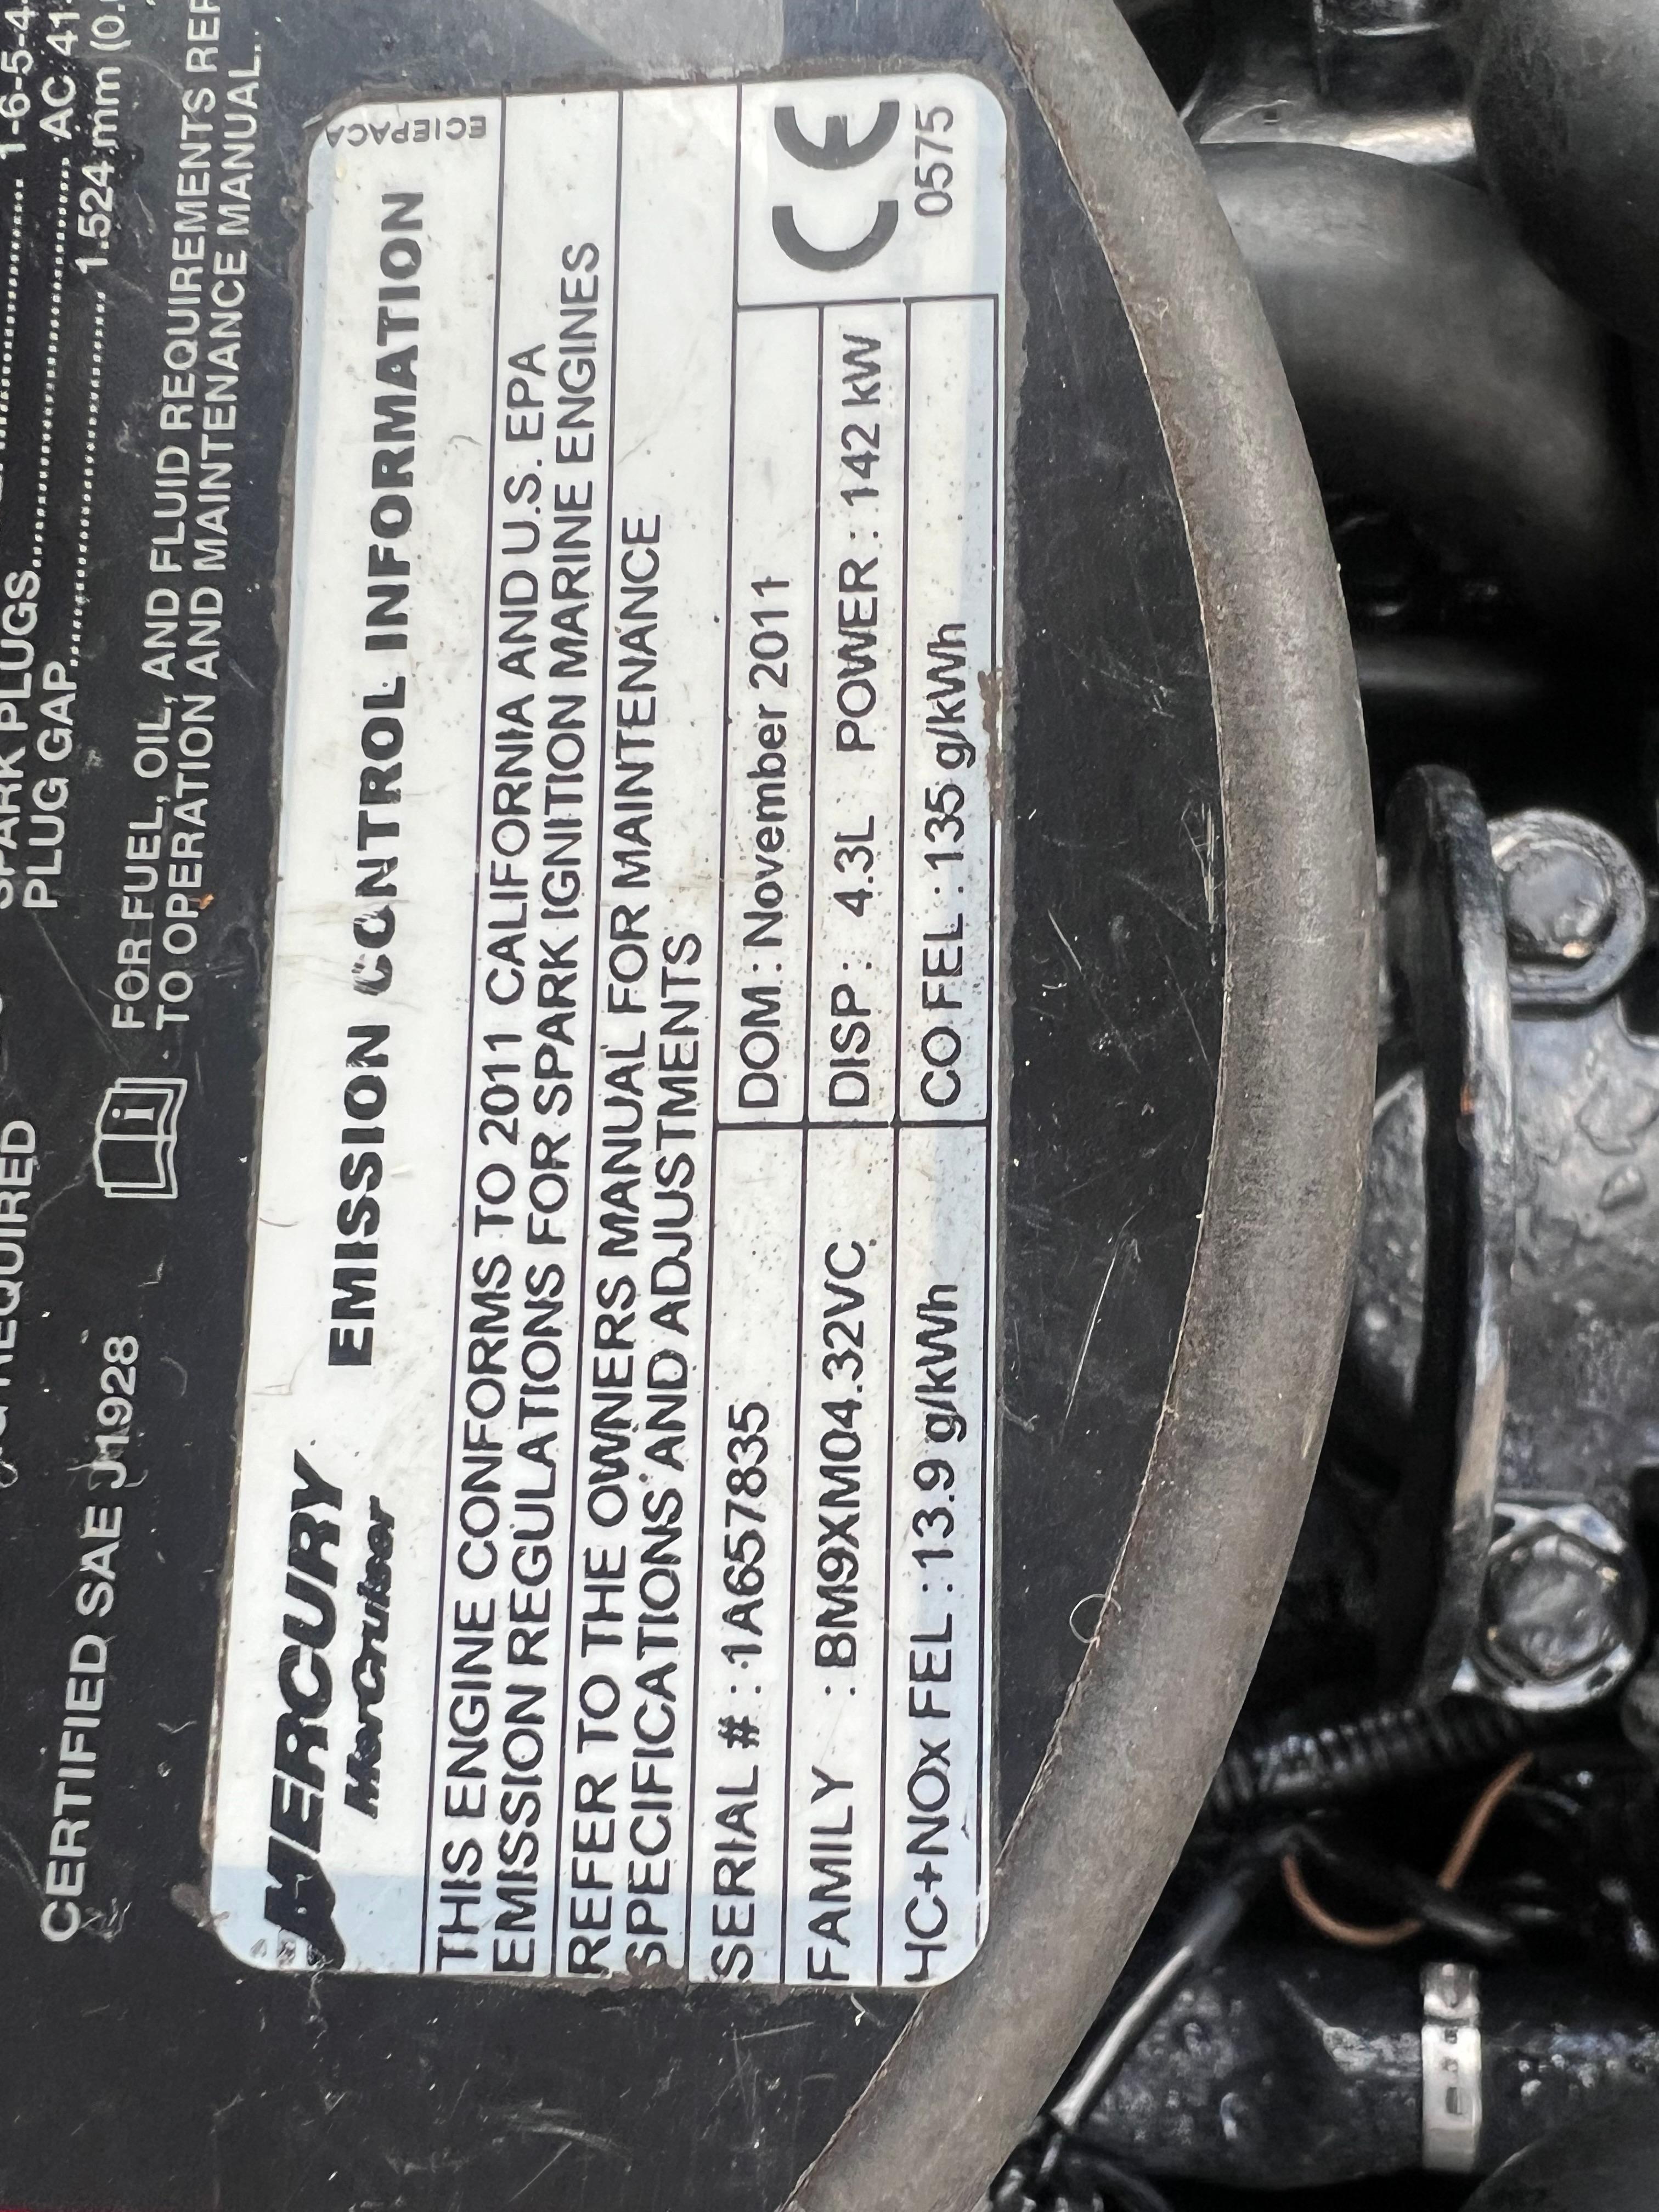 1-6-5-4-
SPARK PLUGS.................... AC 41-
PLUG GAP.................... 1.524 mm (0.
REQUIRED
FOR FUEL, OIL, AND FLUID REQUIREMENTS REF
TO OPERATION AND MAINTENANCE MANUAL.
i
CERTIFIED SAE J1928
ECIEPACA
MERCURY
MerCruiser
EMISSION CONTROL INFORMATION
THIS ENGINE CONFORMS TO 2011 CALIFORNIA AND U.S. EPA
EMISSION REGULATIONS FOR SPARK IGNITION MARINE ENGINES
REFER TO THE OWNERS MANUAL FOR MAINTENANCE
SPECIFICATIONS AND ADJUSTMENTS
SERIAL # : 1A657835 DOM : November 2011
FAMILY : BM9XM04.32VC DISP : 4.3L POWER : 142 kW
HC+NOx FEL : 13.9 g/kWh CO FEL : 135 g/kWh
CE
0575